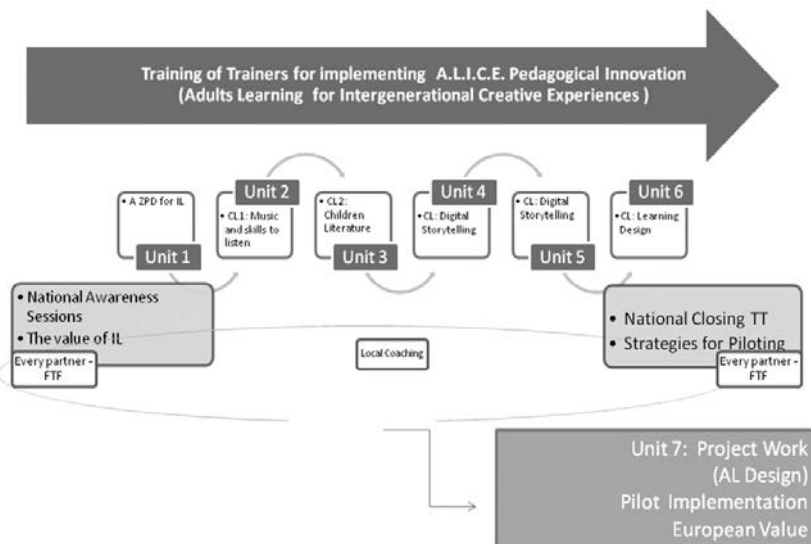 Training of Trainers for implementing A.L.I.C.E. Pedagogical Innovation
(Adults Learning for Intergenerational Creative Experiences )
• A ZPD for IL
Unit 1
Unit 2
• CL1: Music
and skills to
listen
• CL2:
Children
Literature
Unit 3
Unit 4
• CL: Digital
Storytelling
• CL: Digital
Storytelling
Unit 5
Unit 6
• CL: Learning
Design
• National Awareness
Sessions
• The value of IL
Every partner -
FTF
Local Coaching
• National Closing TT
• Strategies for Piloting
Every partner -
FTF
Unit 7: Project Work
(AL Design)
Pilot Implementation
European Value